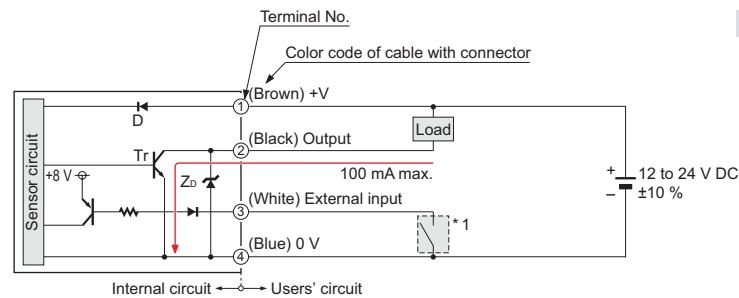 Terminal No.
Color code of cable with connector
(Brown) +V
1
D
(Black) Output
2
Load
Tr
Sensor circuit
+8 V
ZD
100 mA max.
+
−
12 to 24 V DC
±10 %
(White) External input
3
* 1
(Blue) 0 V
4
Internal circuit
Users' circuit